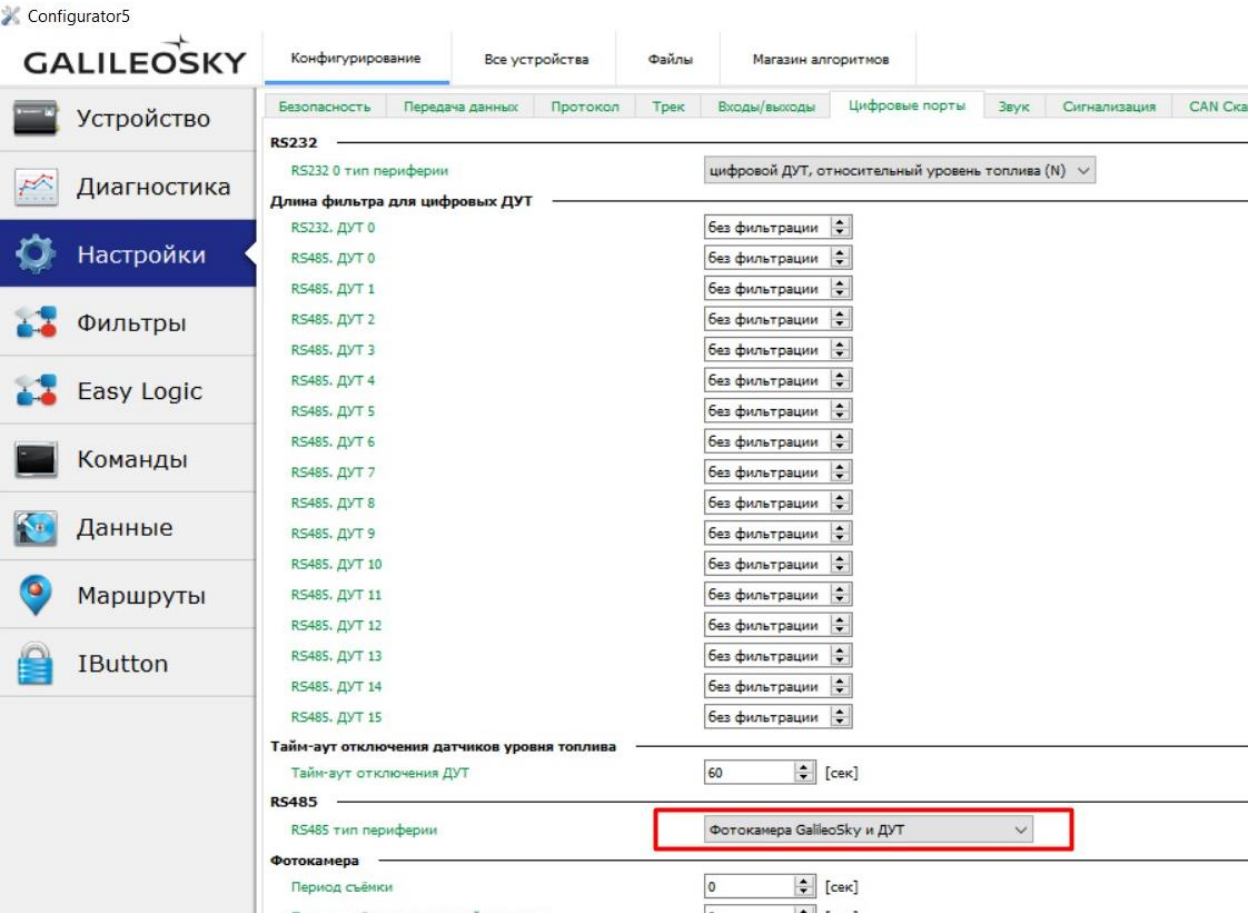 Configurator5
GALILEOSKY
Конфигурирование Все устройства Файлы Магазин алгоритмов
Устройство
Диагностика
Настройки
Фильтры
Easy Logic
Команды
Данные
Маршруты
IButton
Безопасность Передача данных Протокол Трек Входы/выходы Цифровые порты Звук Сигнализация CAN Ска
RS232
RS232 0 тип периферии цифровой ДУТ, относительный уровень топлива (N)
Длина фильтра для цифровых ДУТ
RS232. ДУТ 0 без фильтрации
RS485. ДУТ 0 без фильтрации
RS485. ДУТ 1 без фильтрации
RS485. ДУТ 2 без фильтрации
RS485. ДУТ 3 без фильтрации
RS485. ДУТ 4 без фильтрации
RS485. ДУТ 5 без фильтрации
RS485. ДУТ 6 без фильтрации
RS485. ДУТ 7 без фильтрации
RS485. ДУТ 8 без фильтрации
RS485. ДУТ 9 без фильтрации
RS485. ДУТ 10 без фильтрации
RS485. ДУТ 11 без фильтрации
RS485. ДУТ 12 без фильтрации
RS485. ДУТ 13 без фильтрации
RS485. ДУТ 14 без фильтрации
RS485. ДУТ 15 без фильтрации
Тайм-аут отключения датчиков уровня топлива
Тайм-аут отключения ДУТ 60 [сек]
RS485
RS485 тип периферии Фотокамера GalileoSky и ДУТ
Фотокамера
Период съёмки 0 [сек]